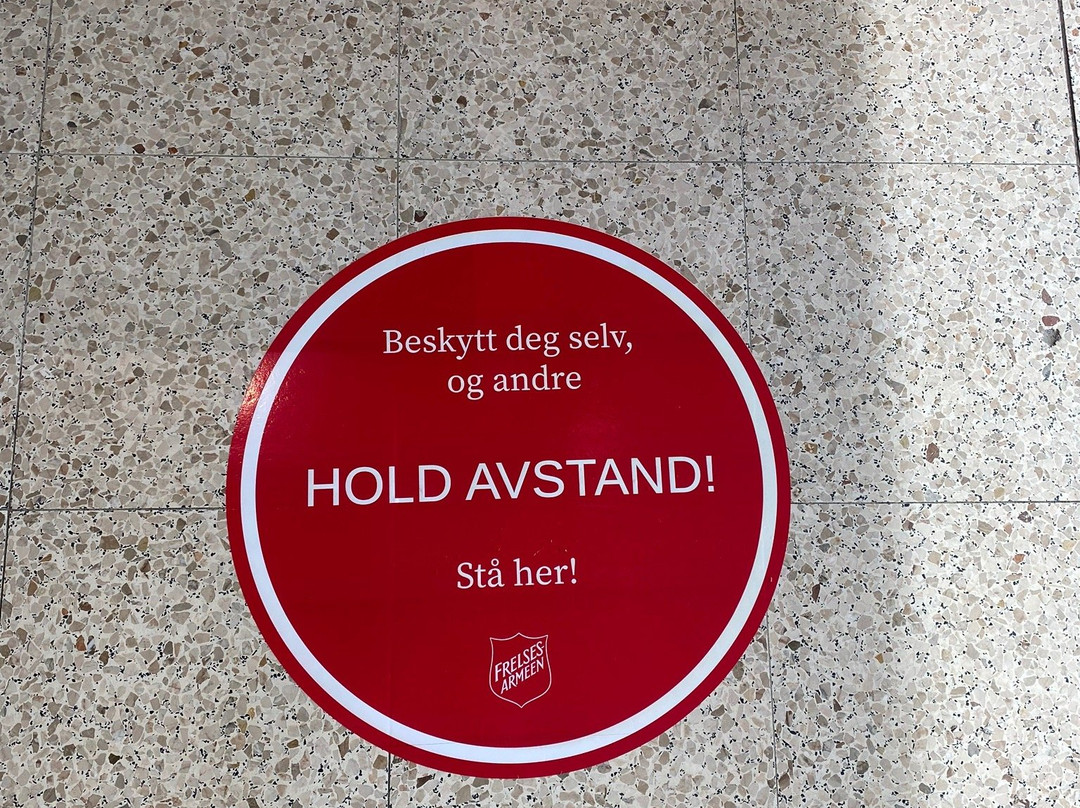 Beskytt deg selv,
og andre
HOLD AVSTAND!
Stå her!
FRELSES-
ARMEEN